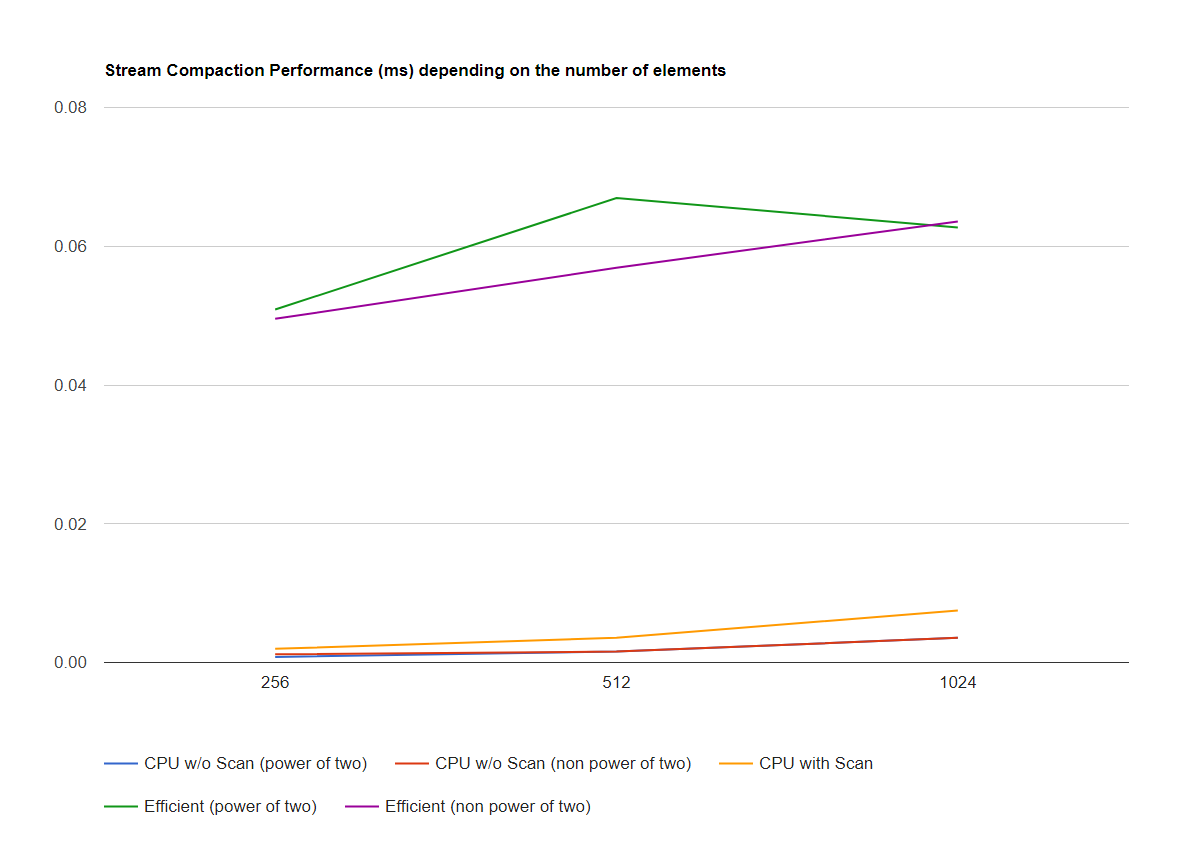 Stream Compaction Performance (ms) depending on the number of elements
0.08
0.06
0.04
0.02
0.00
256 512 1024
CPU w/o Scan (power of two) CPU w/o Scan (non power of two) CPU with Scan
Efficient (power of two) Efficient (non power of two)